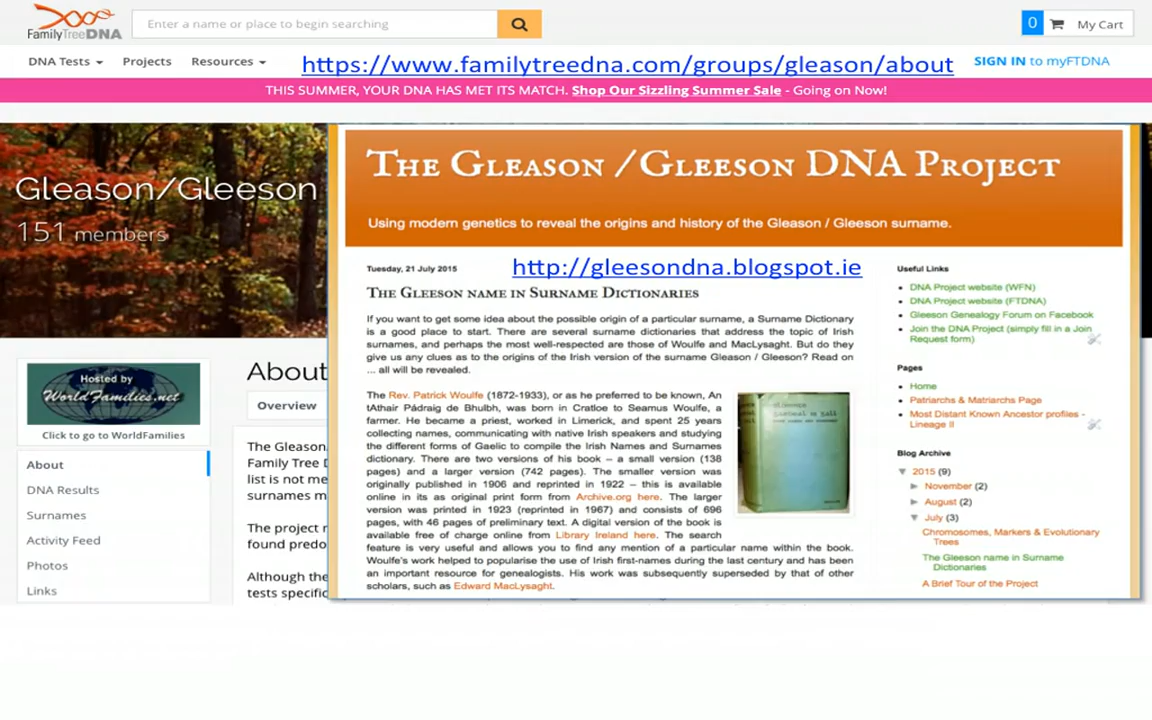 FamilyTreeDNA
Enter a name or place to begin searching
0 My Cart
DNA Tests Projects Resources
https://www.familytreedna.com/groups/gleason/about
SIGN IN to myFTDNA
THIS SUMMER, YOUR DNA HAS MET ITS MATCH. Shop Our Sizzling Summer Sale - Going on Now!
Gleason/Gleeson
151 members
Hosted by
WorldFamilies.net
Click to go to WorldFamilies
About
DNA Results
Surnames
Activity Feed
Photos
Links
About
Overview
The Gleason
Family Tree D
list is not me
surnames m
The project r
found predo
Although the
tests specific
The Gleason /Gleeson DNA Project
Using modern genetics to reveal the origins and history of the Gleason / Gleeson surname.
Tuesday, 21 July 2015
http://gleesondna.blogspot.ie
The Gleeson name in Surname Dictionaries
If you want to get some idea about the possible origin of a particular surname, a Surname Dictionary
is a good place to start. There are several surname dictionaries that address the topic of Irish
surnames, and perhaps the most well-respected are those of Woulfe and MacLysaght. But do they
give us any clues as to the origins of the Irish version of the surname Gleason / Gleeson? Read on
... all will be revealed.
The Rev. Patrick Woulfe (1872-1933), or as he preferred to be known, An
tAthair Pádraig de Bhulbh, was born in Cratloe to Seamus Woulfe, a
farmer. He became a priest, worked in Limerick, and spent 25 years
collecting names, communicating with native Irish speakers and studying
the different forms of Gaelic to compile the Irish Names and Surnames
dictionary. There are two versions of his book – a small version (138
pages) and a larger version (742 pages). The smaller version was
originally published in 1906 and reprinted in 1922 – this is available
online in its as original print form from Archive.org here. The larger
version was printed in 1923 (reprinted in 1967) and consists of 696
pages, with 46 pages of preliminary text. A digital version of the book is
available free of charge online from Library Ireland here. The search
feature is very useful and allows you to find any mention of a particular name within the book.
Woulfe's work helped to popularise the use of Irish first-names during the last century and has been
an important resource for genealogists. His work was subsequently superseded by that of other
scholars, such as Edward MacLysaght.
Useful Links
DNA Project website (WFN)
DNA Project website (FTDNA)
Gleeson Genealogy Forum on Facebook
Join the DNA Project (simply fill in a Join
Request form)
Pages
Home
Patriarchs & Matriarchs Page
Most Distant Known Ancestor profiles -
Lineage II
Blog Archive
▼ 2015 (9)
► November (2)
► August (2)
▼ July (3)
Chromosomes, Markers & Evolutionary
Trees
The Gleeson name in Surname
Dictionaries
A Brief Tour of the Project